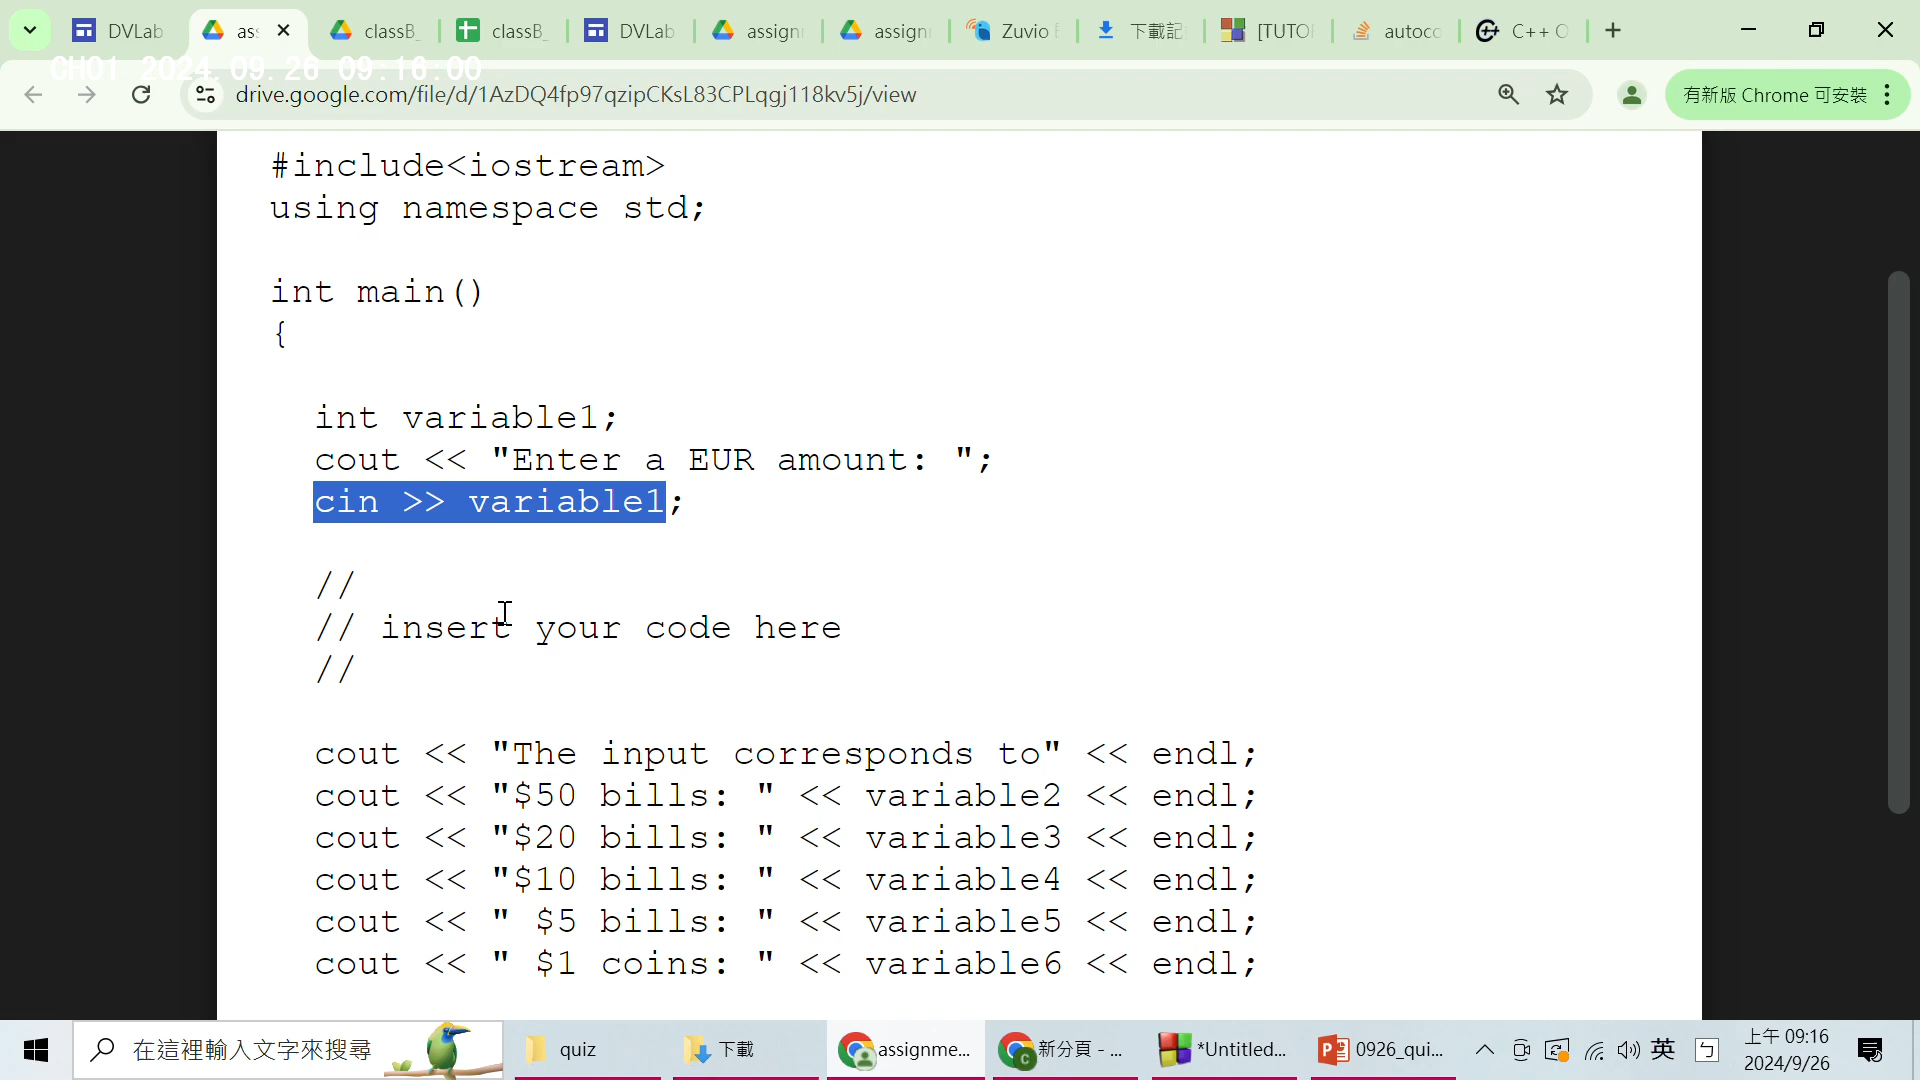 DVLab
as
classB_
classB_
DVLab
assignr
assign
Zuvio
下載記
[TUTO
autocc
C++ O
CH01 2024.09.26 09:16:00
drive.google.com/file/d/1AzDQ4fp97qzipCKsL83CPLqgj118kv5j/view
有新版 Chrome 可安裝
#include<iostream>
using namespace std;
int main()
{
int variable1;
cout << "Enter a EUR amount: ";
cin >> variable1;
//
// insert your code here
//
cout << "The input corresponds to" << endl;
cout << "$50 bills: " << variable2 << endl;
cout << "$20 bills: " << variable3 << endl;
cout << "$10 bills: " << variable4 << endl;
cout << " $5 bills: " << variable5 << endl;
cout << " $1 coins: " << variable6 << endl;
在這裡輸入文字來搜尋
quiz
下載
assignme...
新分頁 - ...
*Untitled...
0926_qui...
英
ㄅ
上午 09:16
2024/9/26